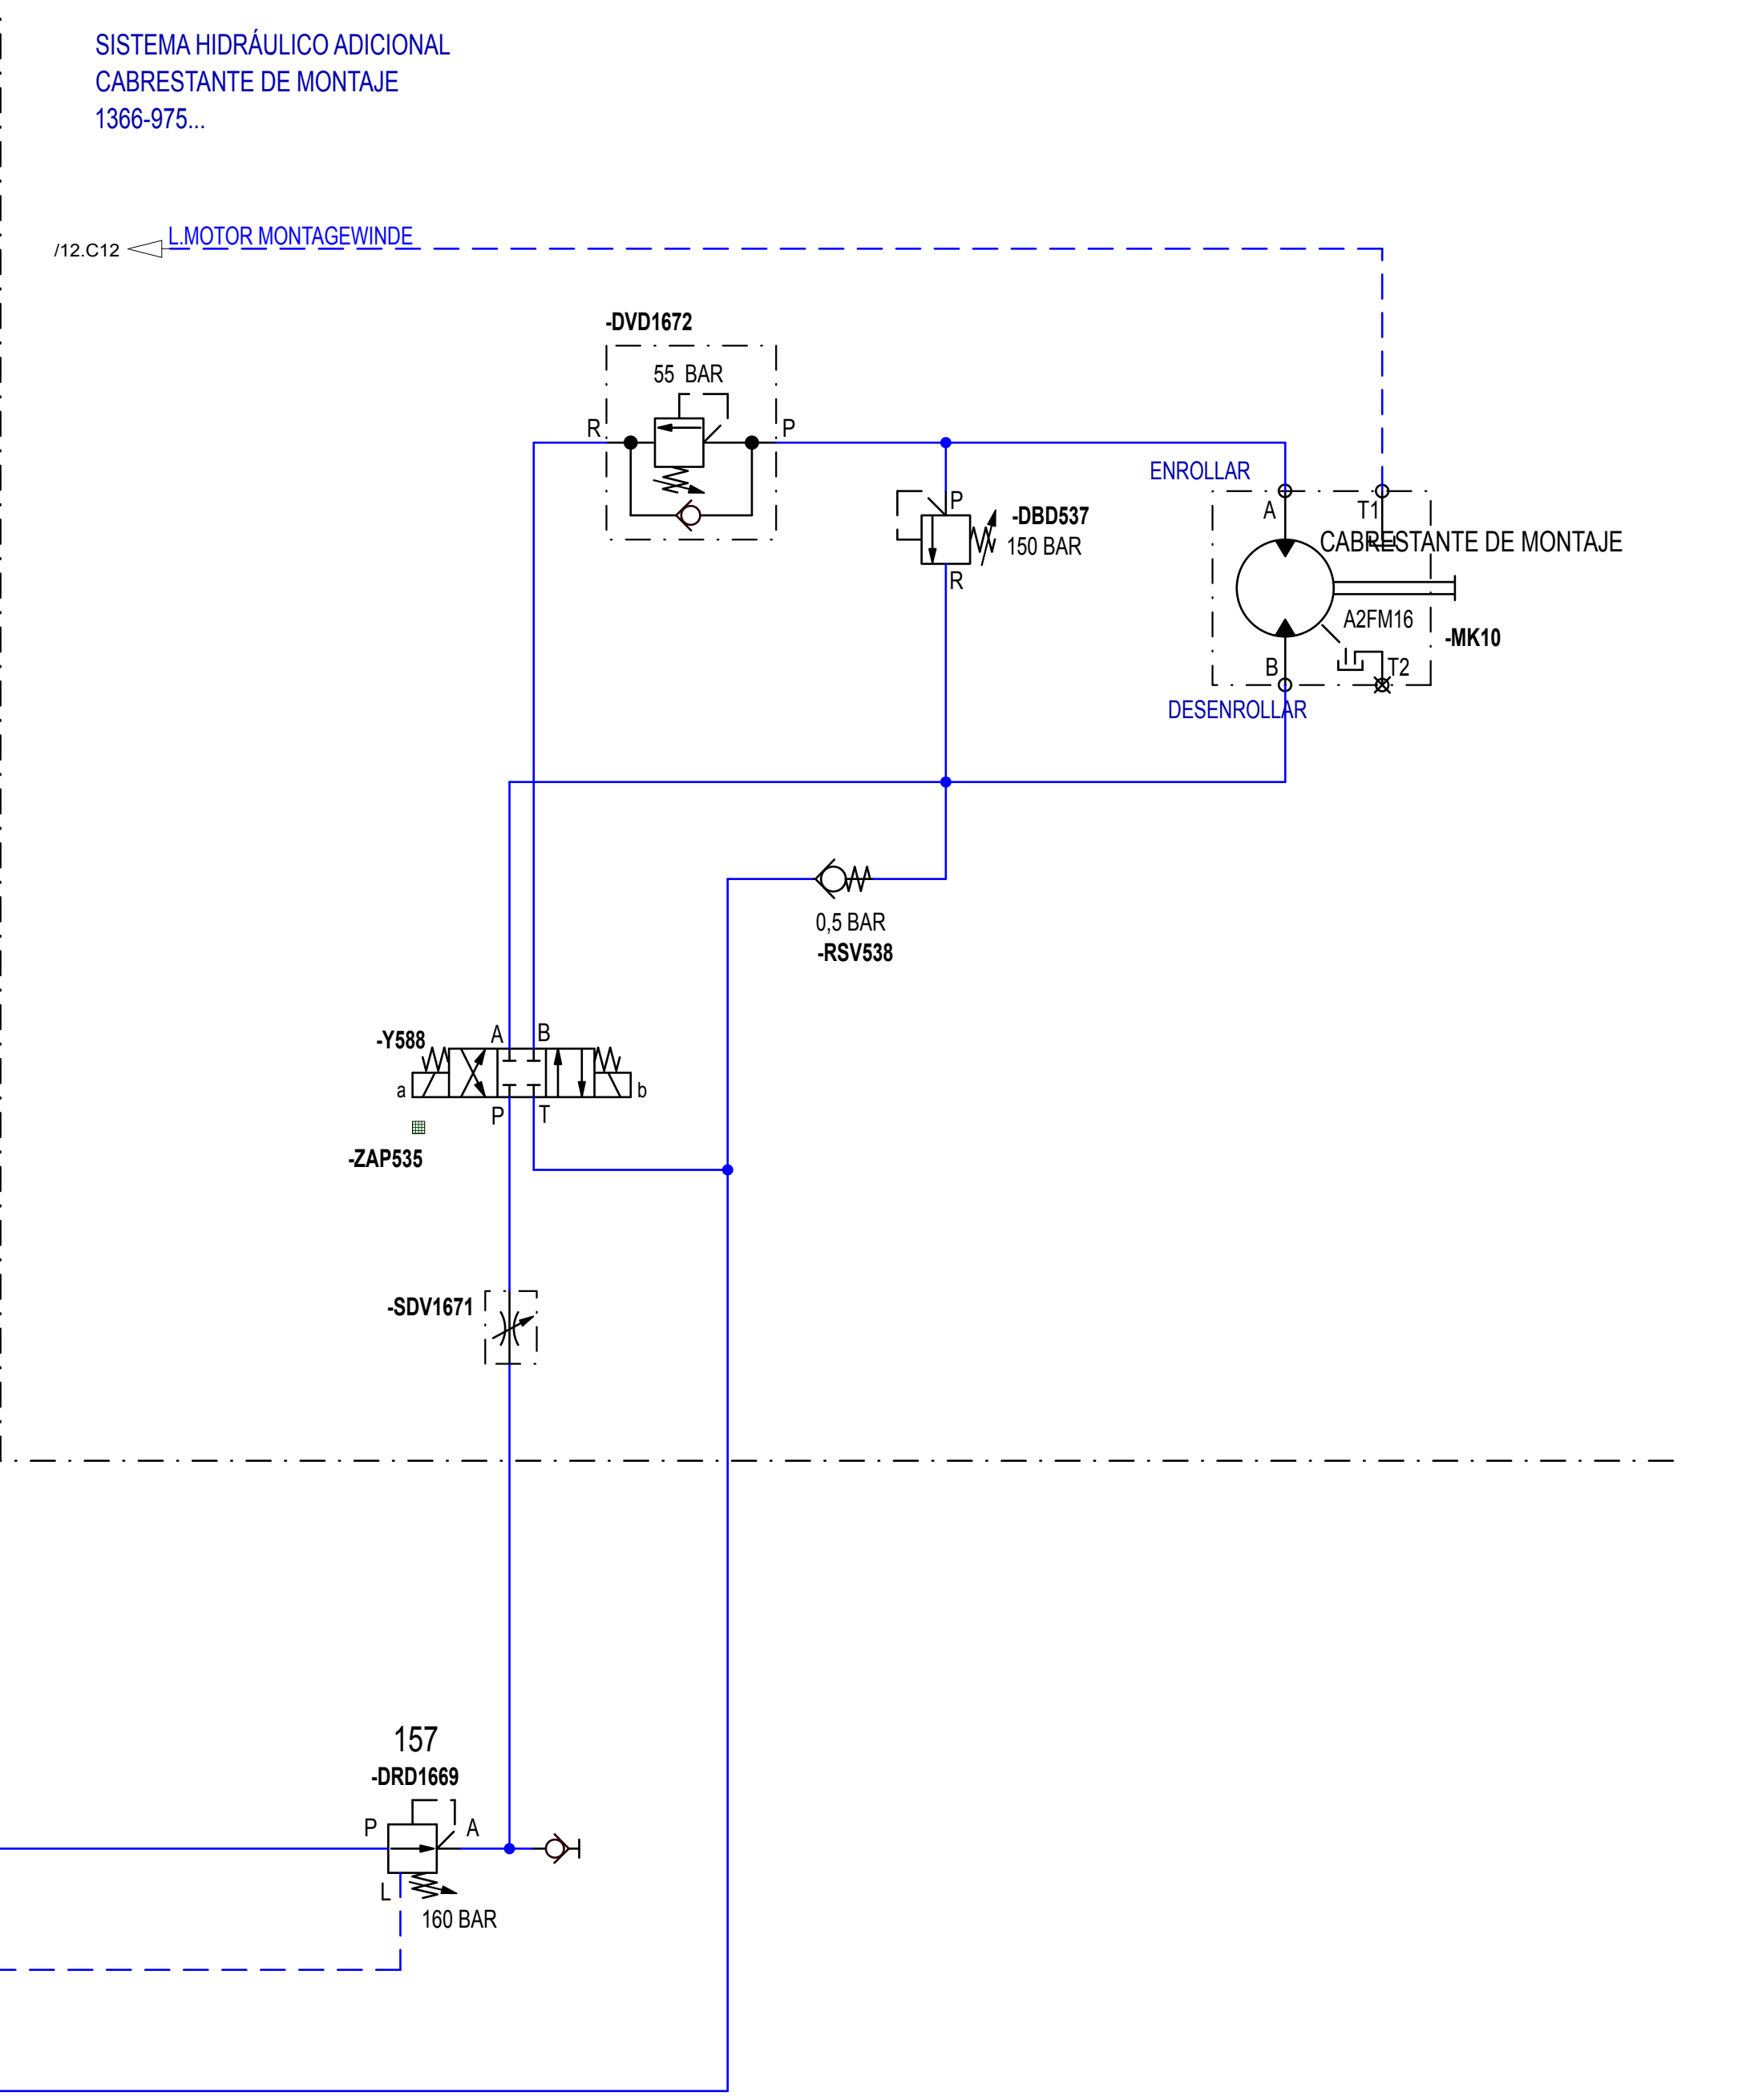 SISTEMA HIDRÁULICO ADICIONAL
CABRESTANTE DE MONTAJE
1366-975...
/12.C12
L.MOTOR MONTAGEWINDE
-DVD1672
55 BAR
R
P
ENROLLAR
P
-DBD537
150 BAR
R
A
T1
CABRESTANTE DE MONTAJE
A2FM16
-MK10
B
T2
DESENROLLAR
0,5 BAR
-RSV538
-Y588
A
B
a
b
P
T
-ZAP535
-SDV1671
157
-DRD1669
P
A
L
160 BAR